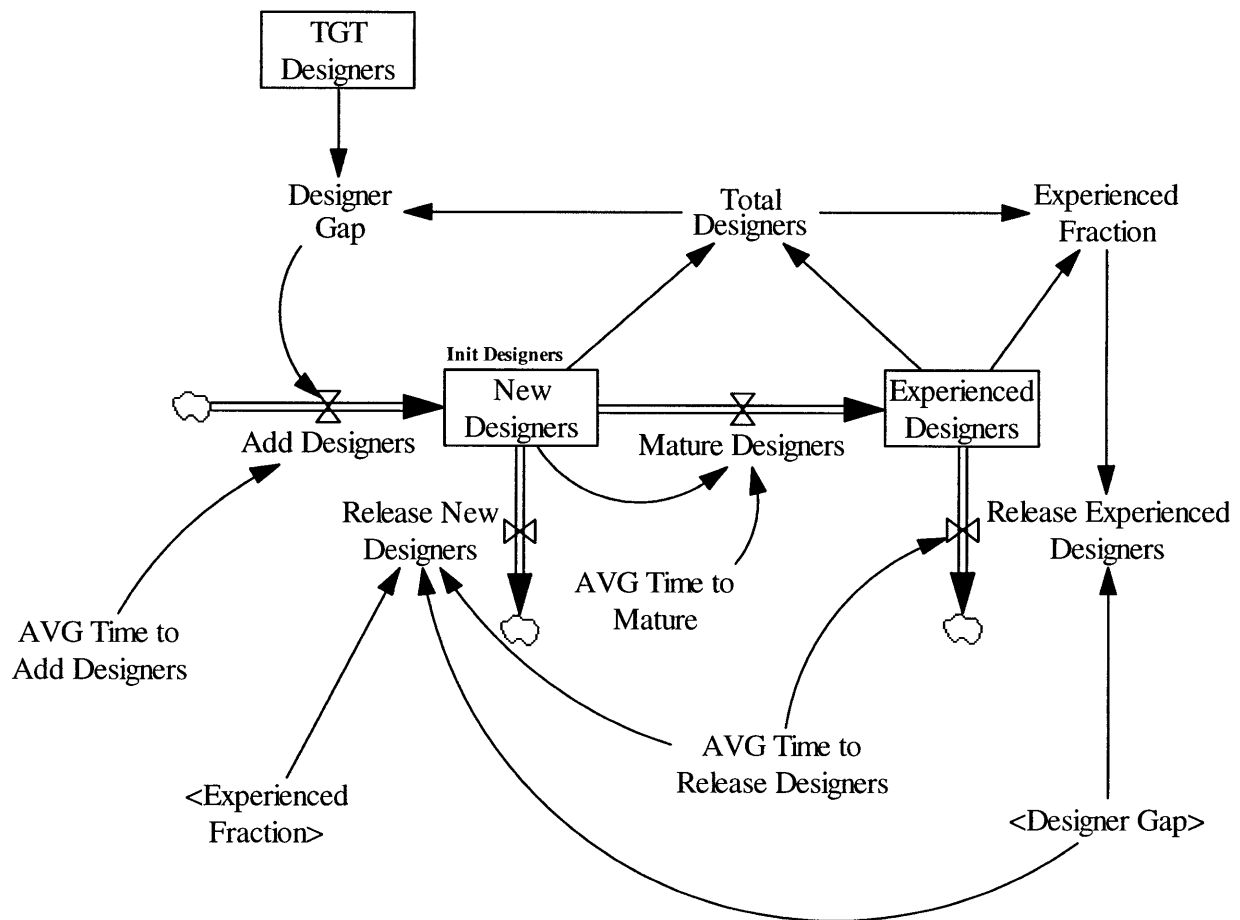 TGT
Designers
Designer
Gap
Total
Designers
Experienced
Fraction
Init Designers
New
Designers
Experienced
Designers
Add Designers
Mature Designers
Release New
Designers
Release Experienced
Designers
AVG Time to
Mature
AVG Time to
Add Designers
AVG Time to
Release Designers
<Experienced
Fraction>
<Designer Gap>